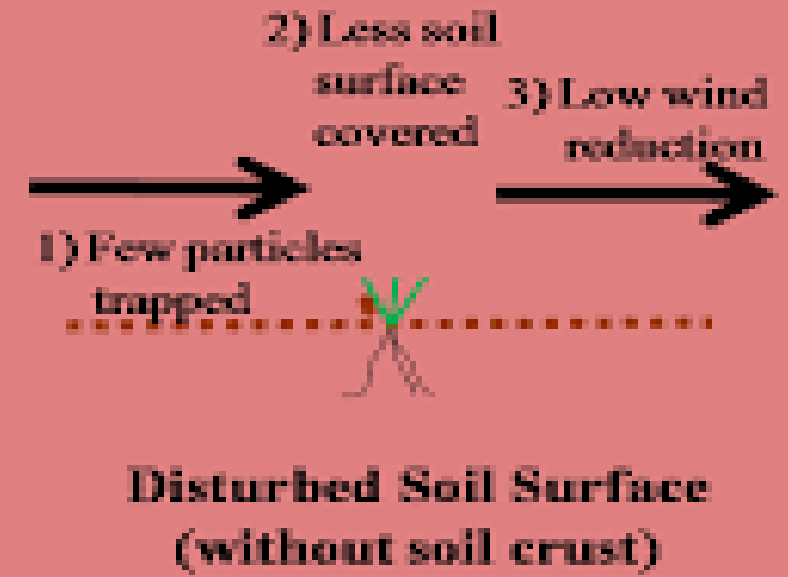 2) Less soil
surface
covered
3) Low wind
reduction
1) Few particles
trapped
Disturbed Soil Surface
(without soil crust)